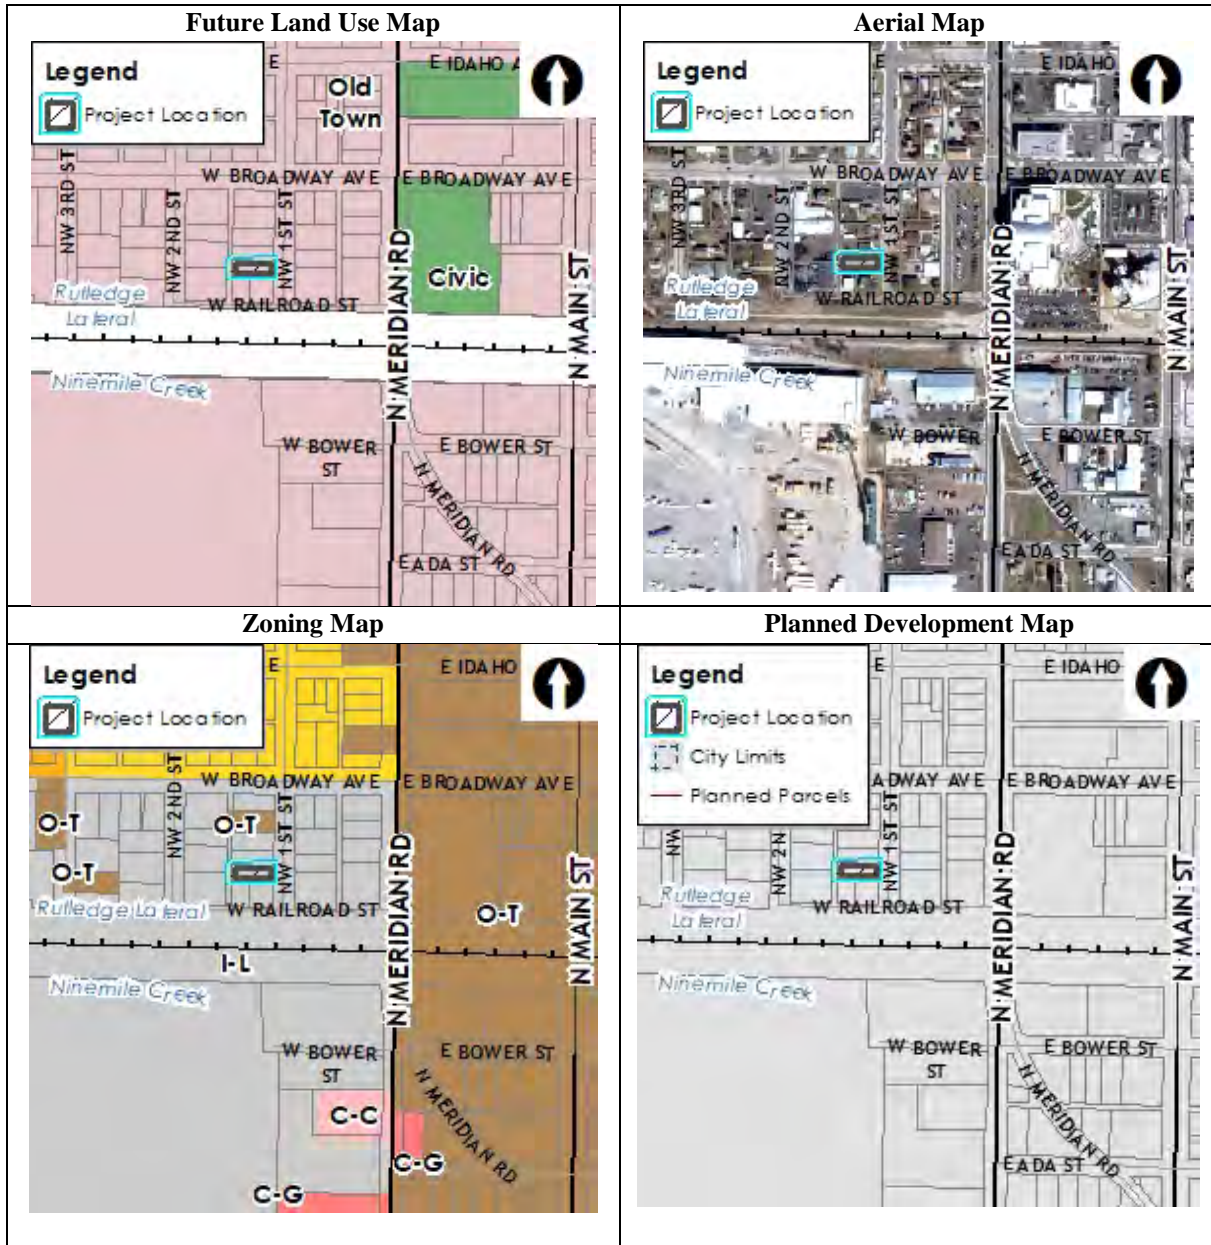 Future Land Use Map
Legend
Project Location
E
E IDAHO A
Old
Town
NW 3RD ST
W BROADWAY AVE
E BROADWAY AVE
NW 2ND ST
NW 1ST ST
N MERIDIAN RD
Civic
Rutledge
Lateral
W RAILROAD ST
N MAIN ST
Ninemile Creek
W BOWER
ST
E BOWER ST
N MERIDIAN RD
E ADA ST
Aerial Map
Legend
Project Location
E
E IDAHO
NW 3RD ST
W BROADWAY AVE
E BROADWAY AVE
NW 2ND ST
NW 1ST ST
N MERIDIAN RD
Rutledge
Lateral
W RAILROAD ST
N MAIN ST
Ninemile Creek
W BOWER
ST
E BOWER ST
N MERIDIAN RD
E ADA ST
Zoning Map
Legend
Project Location
E
E IDAHO
NW 2ND ST
W BROADWAY AVE
E BROADWAY AVE
O-T
O-T
NW 1ST ST
O-T
N MERIDIAN RD
Rutledge Lateral
W RAILROAD ST
O-T
N MAIN ST
I-L
Ninemile Creek
W BOWER
ST
E BOWER ST
N MERIDIAN RD
C-C
C-G
C-G
Planned Development Map
Legend
Project Location
City Limits
Planned Parcels
E
E IDAHO
ADWAY AVE
E BROADWAY AVE
NW
NW 2N
NW 1ST ST
N MERIDIAN RD
Rutledge
Lateral
W RAILROAD ST
N MAIN ST
Ninemile Creek
W BOWER
ST
E BOWER ST
N MERIDIAN RD
E ADA ST